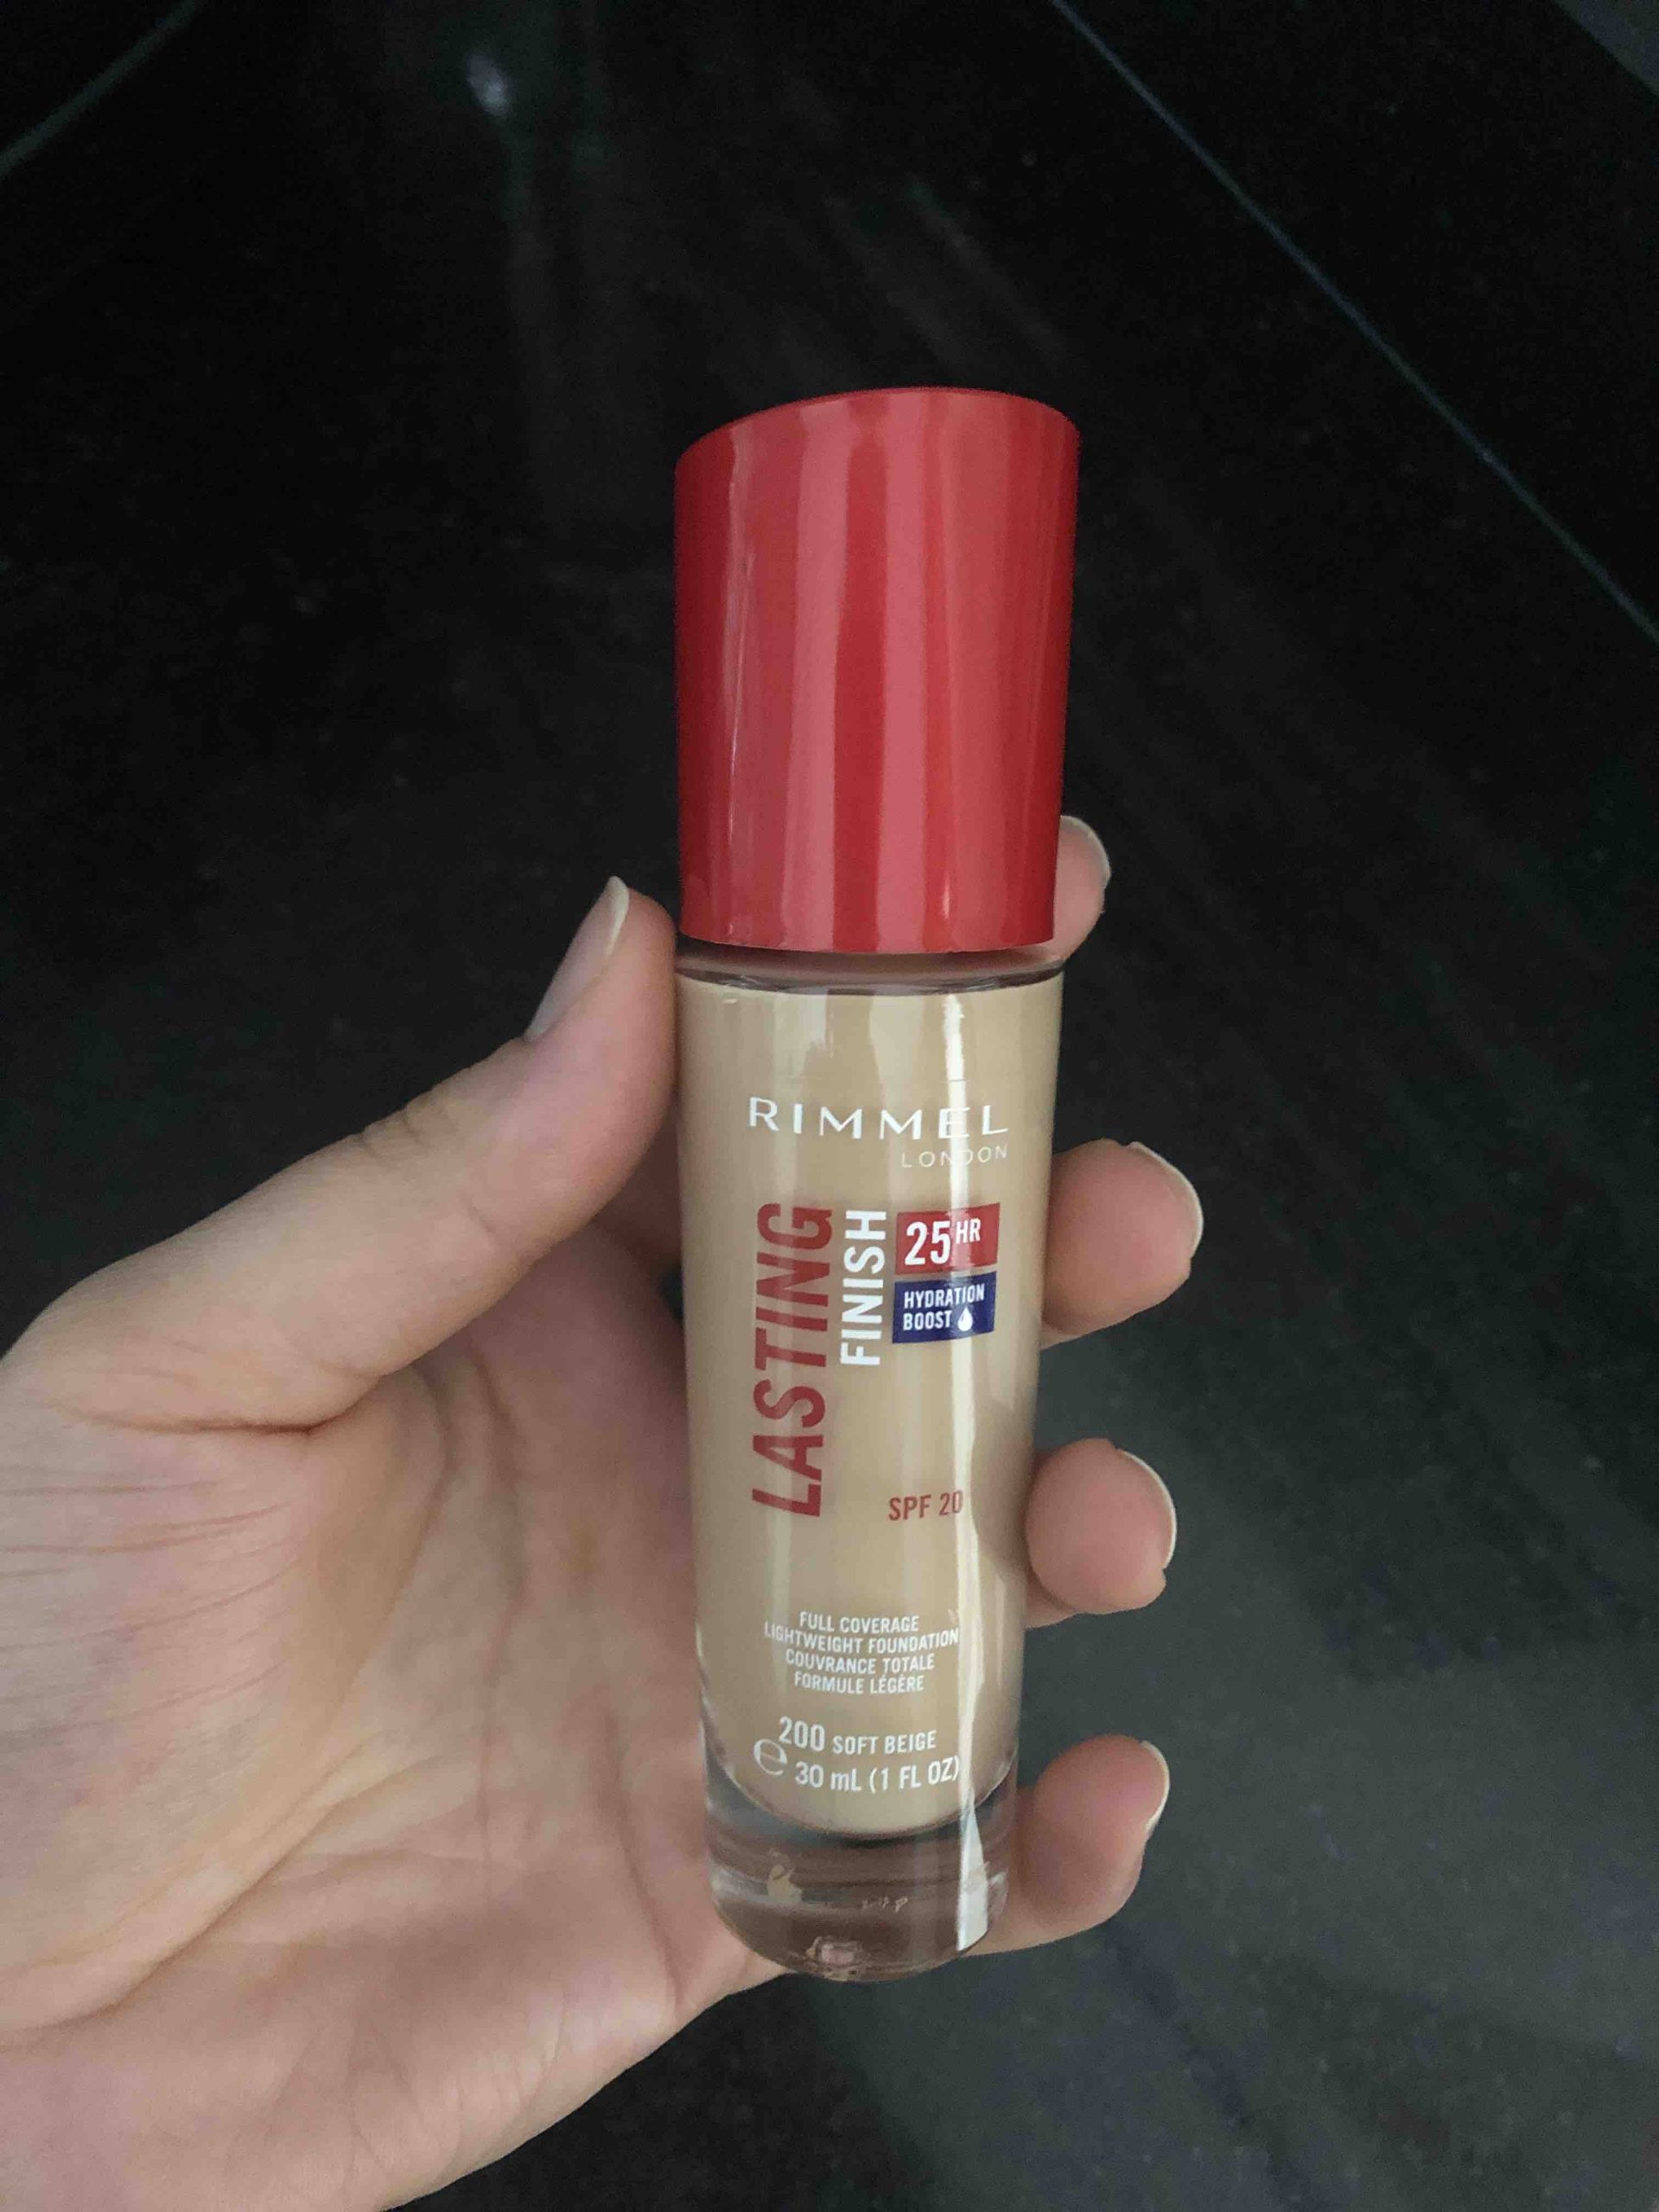 RIMMEL
LONDON
LASTING
FINISH
25HR
HYDRATION
BOOST
SPF 20
FULL COVERAGE
LIGHTWEIGHT FOUNDATION
COUVRANCE TOTALE
FORMULE LÉGÈRE
200 SOFT BEIGE
℮ 30 mL (1 FL OZ)